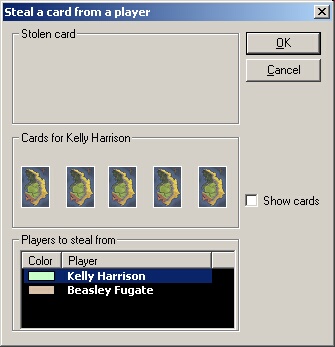 Steal a card from a player
Stolen card
OK
Cancel
Cards for Kelly Harrison
Show cards
Players to steal from
Color Player
Kelly Harrison
Beasley Fugate